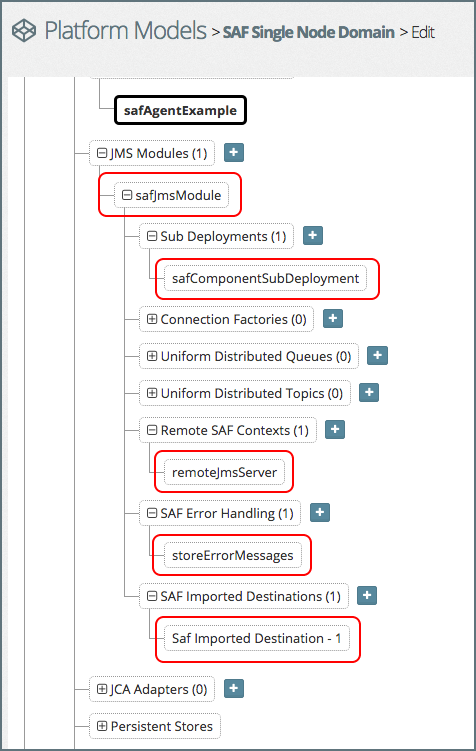 Platform Models > SAF Single Node Domain > Edit
safAgentExample
JMS Modules (1)
safJmsModule
Sub Deployments (1)
safComponentSubDeployment
Connection Factories (0)
Uniform Distributed Queues (0)
Uniform Distributed Topics (0)
Remote SAF Contexts (1)
remoteJmsServer
SAF Error Handling (1)
storeErrorMessages
SAF Imported Destinations (1)
Saf Imported Destination - 1
JCA Adapters (0)
Persistent Stores